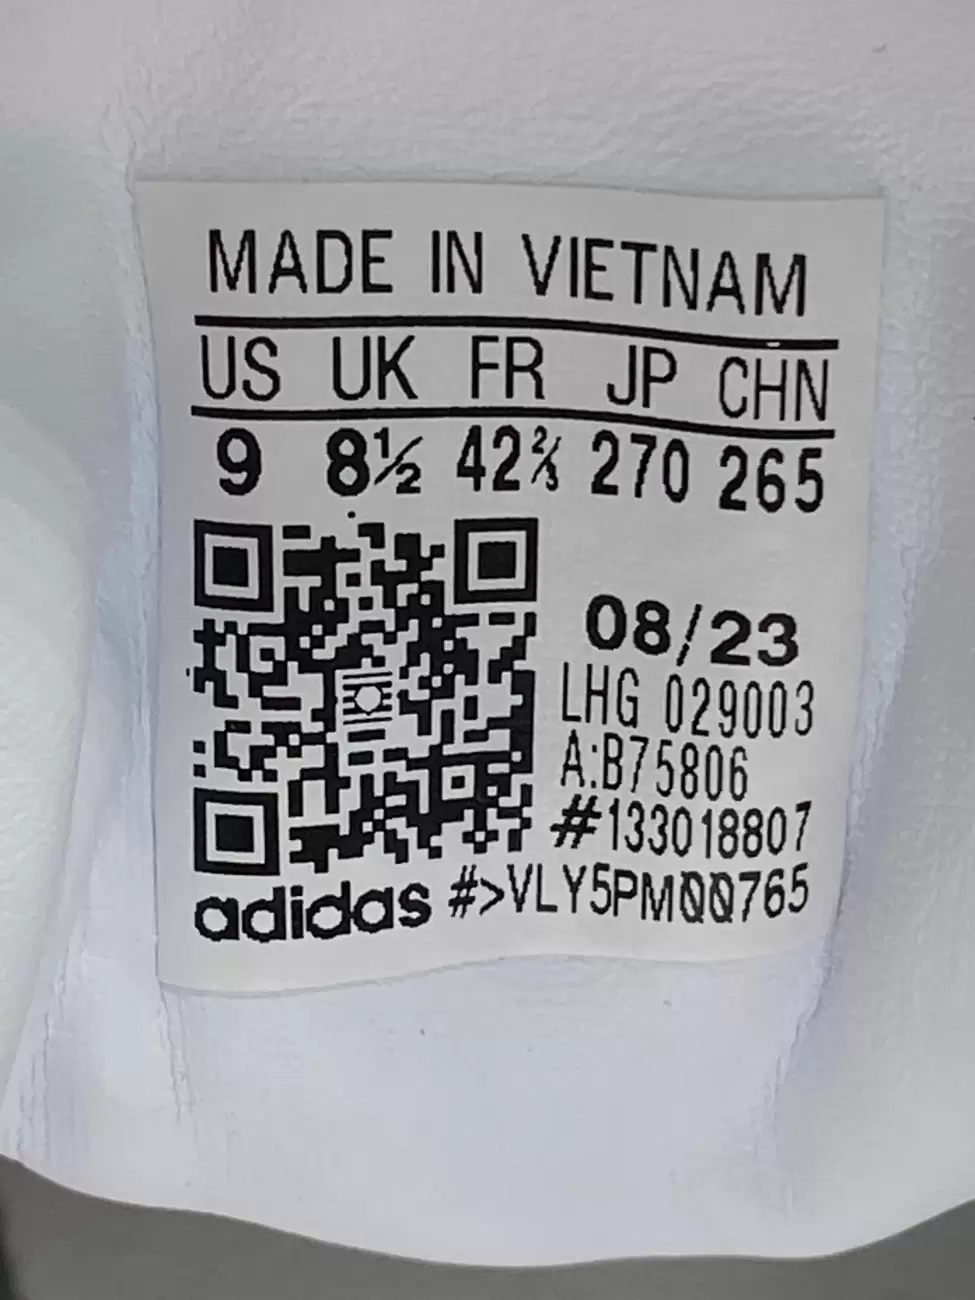 MADE IN VIETNAM
US UK FR JP CHN
9 8½ 42⅔ 270 265
08/23
LHG 029003
A:B75806
#133018807
adidas #>VLY5PM00765